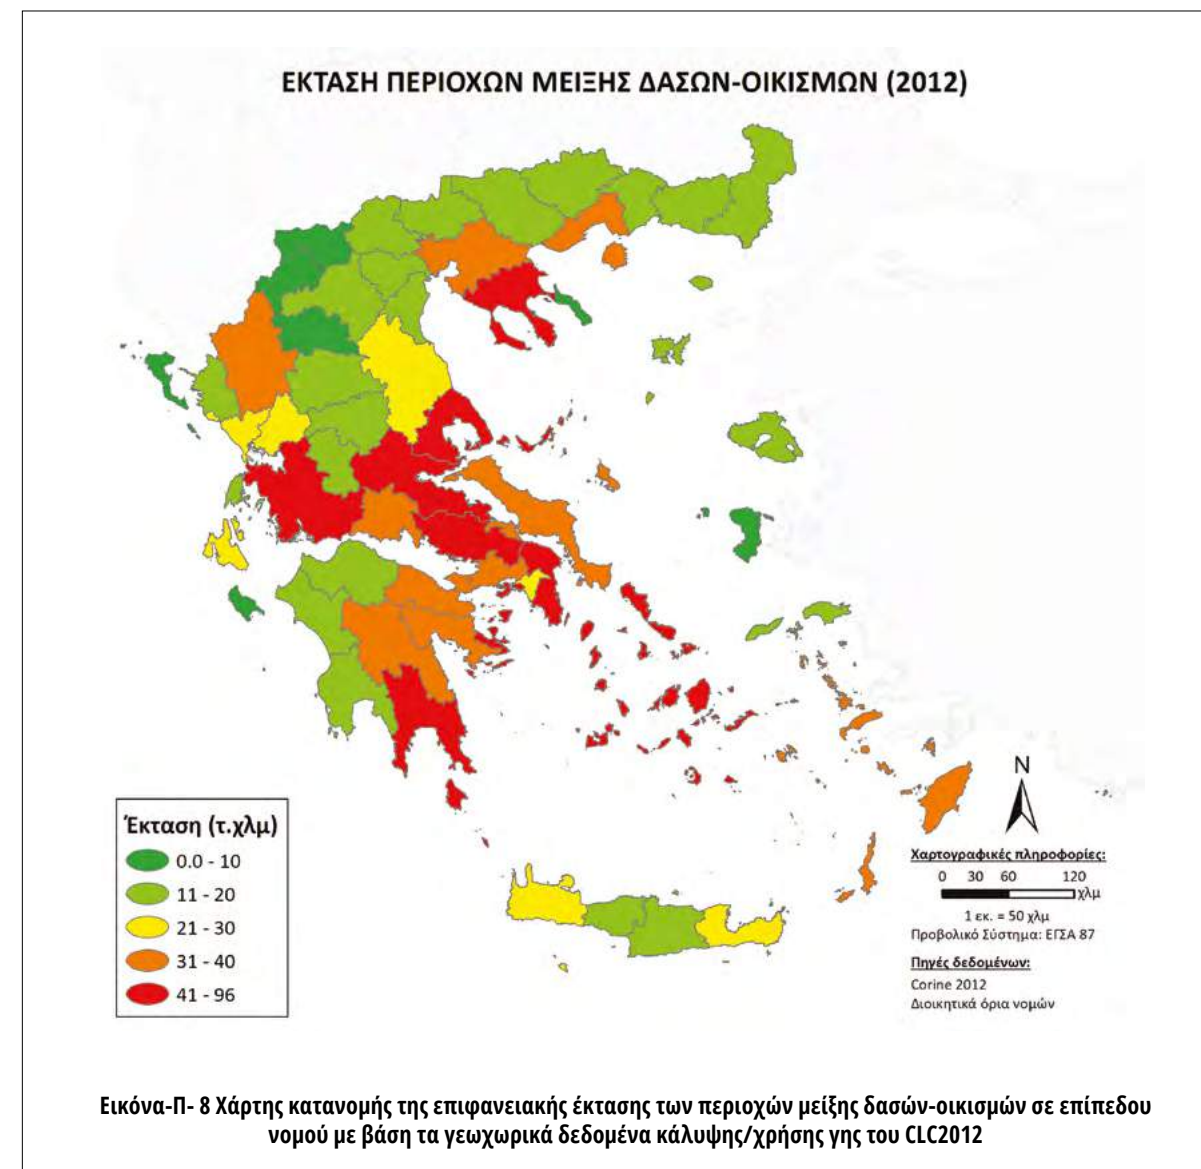 ΕΚΤΑΣΗ ΠΕΡΙΟΧΩΝ ΜΕΙΞΗΣ ΔΑΣΩΝ-ΟΙΚΙΣΜΩΝ (2012)
Έκταση (τ.χλμ)
0.0 - 10
11 - 20
21 - 30
31 - 40
41 - 96
N
Χαρτογραφικές πληροφορίες:
0 30 60 120
χλμ
1 εκ. = 50 χλμ
Προβολικό Σύστημα: ΕΓΣΑ 87
Πηγές δεδομένων:
Corine 2012
Διοικητικά όρια νομών
Εικόνα-Π- 8 Χάρτης κατανομής της επιφανειακής έκτασης των περιοχών μείξης δασών-οικισμών σε επίπεδου
νομού με βάση τα γεωχωρικά δεδομένα κάλυψης/χρήσης γης του CLC2012